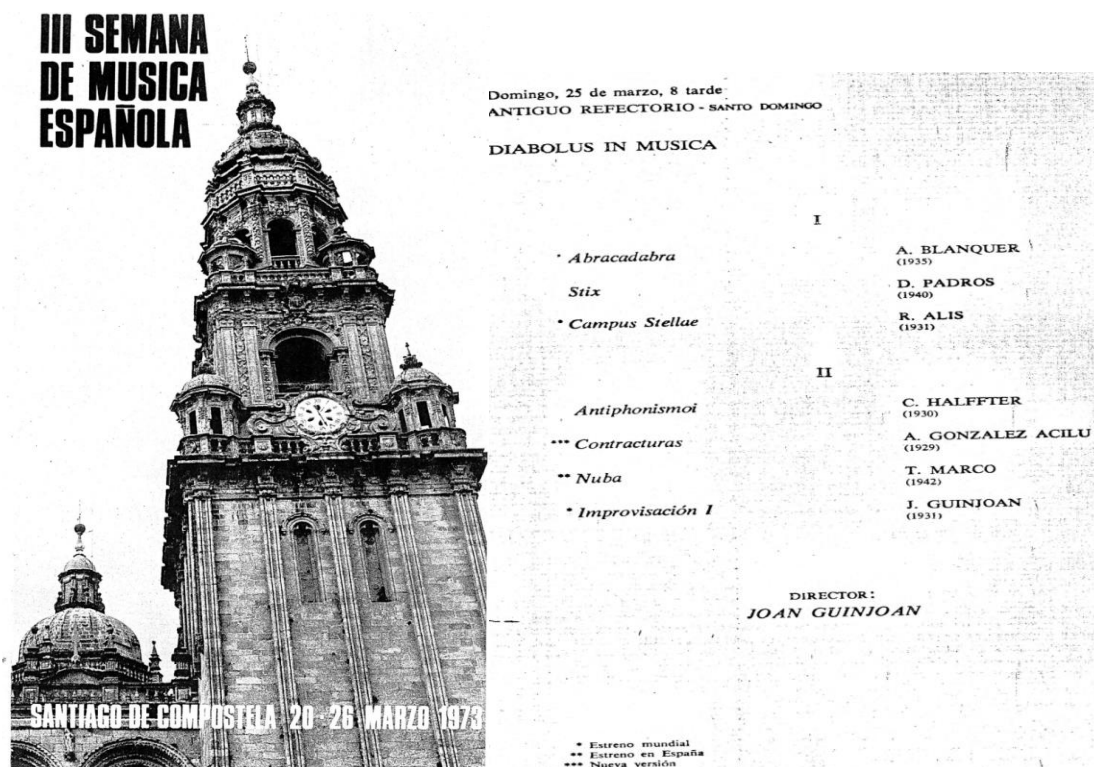 III SEMANA
DE MUSICA
ESPAÑOLA
SANTIAGO DE COMPOSTELA 20-26 MARZO 1973
Domingo, 25 de marzo, 8 tarde
ANTIGUO REFECTORIO - SANTO DOMINGO
DIABOLUS IN MUSICA
I
* Abracadabra A. BLANQUER
(1935)
Stix D. PADROS
(1940)
* Campus Stellae R. ALIS
(1931)
II
Antiphonismoi C. HALFFTER
(1930)
*** Contracturas A. GONZALEZ ACILU
(1929)
** Nuba T. MARCO
(1942)
* Improvisación I J. GUINJOAN
(1931)
DIRECTOR:
JOAN GUINJOAN
* Estreno mundial
** Estreno en España
*** Nueva versión